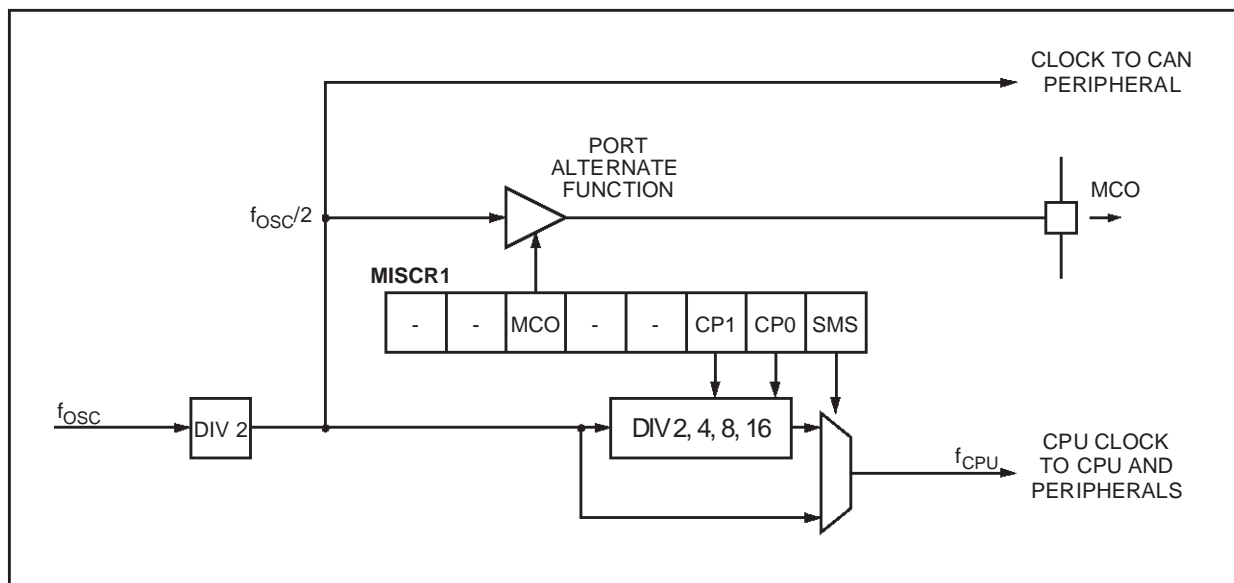 CLOCK TO CAN
PERIPHERAL
PORT
ALTERNATE
FUNCTION
MCO
fOSC/2
MISCR1
- - MCO - - CP1 CP0 SMS
fOSC
DIV 2
DIV 2, 4, 8, 16
fCPU
CPU CLOCK
TO CPU AND
PERIPHERALS